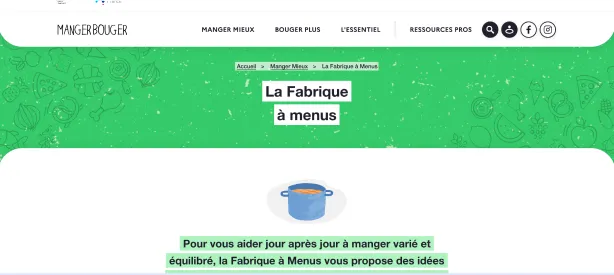 MANGERBOUGER
MANGER MIEUX BOUGER PLUS L'ESSENTIEL RESSOURCES PROS
Accueil > Manger Mieux > La Fabrique à Menus
La Fabrique
à menus
Pour vous aider jour après jour à manger varié et
équilibré, la Fabrique à Menus vous propose des idées